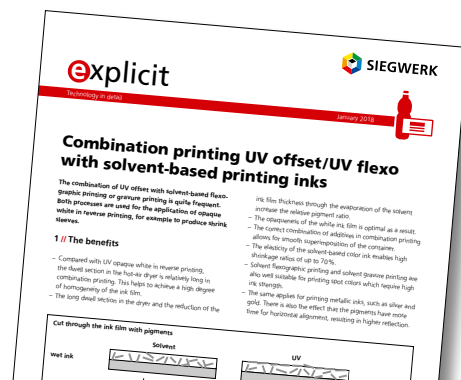 explicit
SIEGWERK
Technology in detail
January 2018
Combination printing UV offset/UV flexo
with solvent-based printing inks
The combination of UV offset with solvent-based flexo-
graphic printing or gravure printing is quite frequent.
Both processes are used for the application of opaque
white in reverse printing, for example to produce shrink
sleeves.
1 // The benefits
– Compared with UV opaque white in reverse printing,
the dwell section in the hot-air dryer is relatively long in
combination printing. This helps to achieve a high degree
of homogeneity of the ink film.
– The long dwell section in the dryer and the reduction of the
ink film thickness through the evaporation of the solvent
increase the relative pigment ratio.
– The opaqueness of the white ink film is optimal as a result.
– The correct combination of additives in combination printing
allows for smooth superimposition of the container.
– The elasticity of the solvent-based color ink enables high
shrinkage ratios of up to 70 %.
– Solvent flexographic printing and solvent gravure printing are
also well suitable for printing spot colors which require high
ink strength.
– The same applies for printing metallic inks, such as silver and
gold. There is also the effect that the pigments have more
time for horizontal alignment, resulting in higher reflection.
Cut through the ink film with pigments
Solvent
UV
wet ink